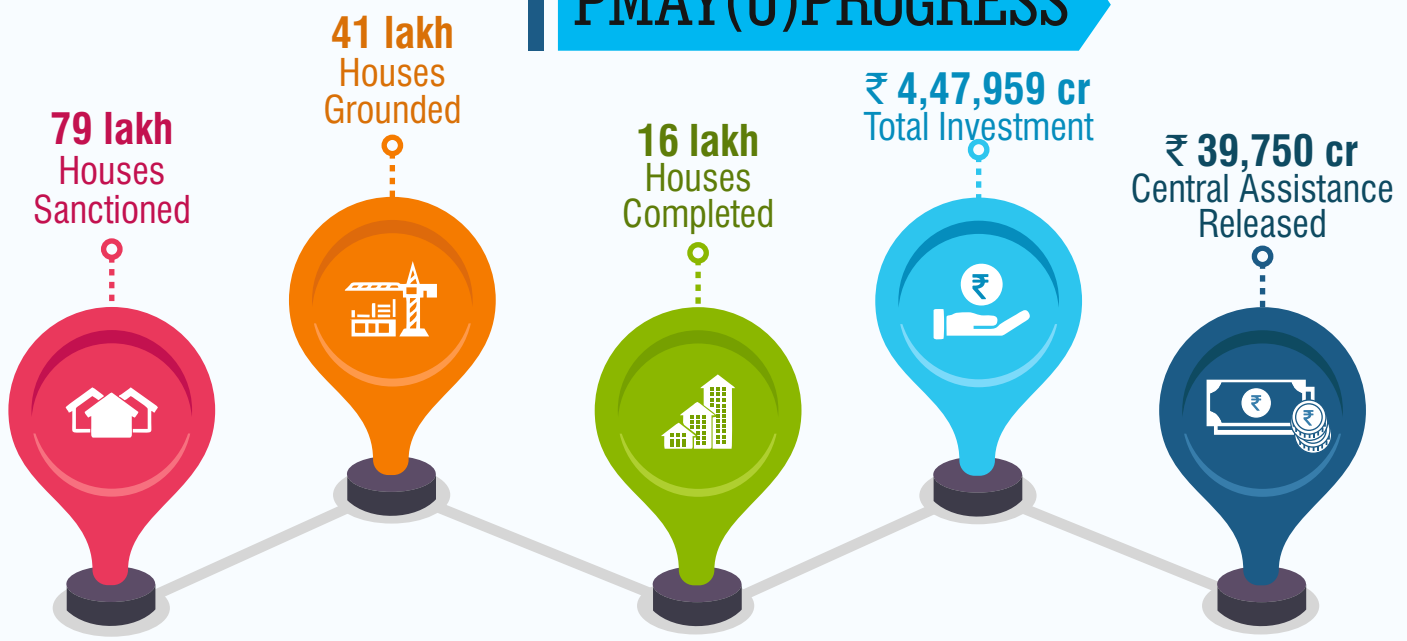 PMAY(U)PROGRESS
79 lakh
Houses
Sanctioned
41 lakh
Houses
Grounded
16 lakh
Houses
Completed
₹ 4,47,959 cr
Total Investment
₹ 39,750 cr
Central Assistance
Released
₹
₹
₹